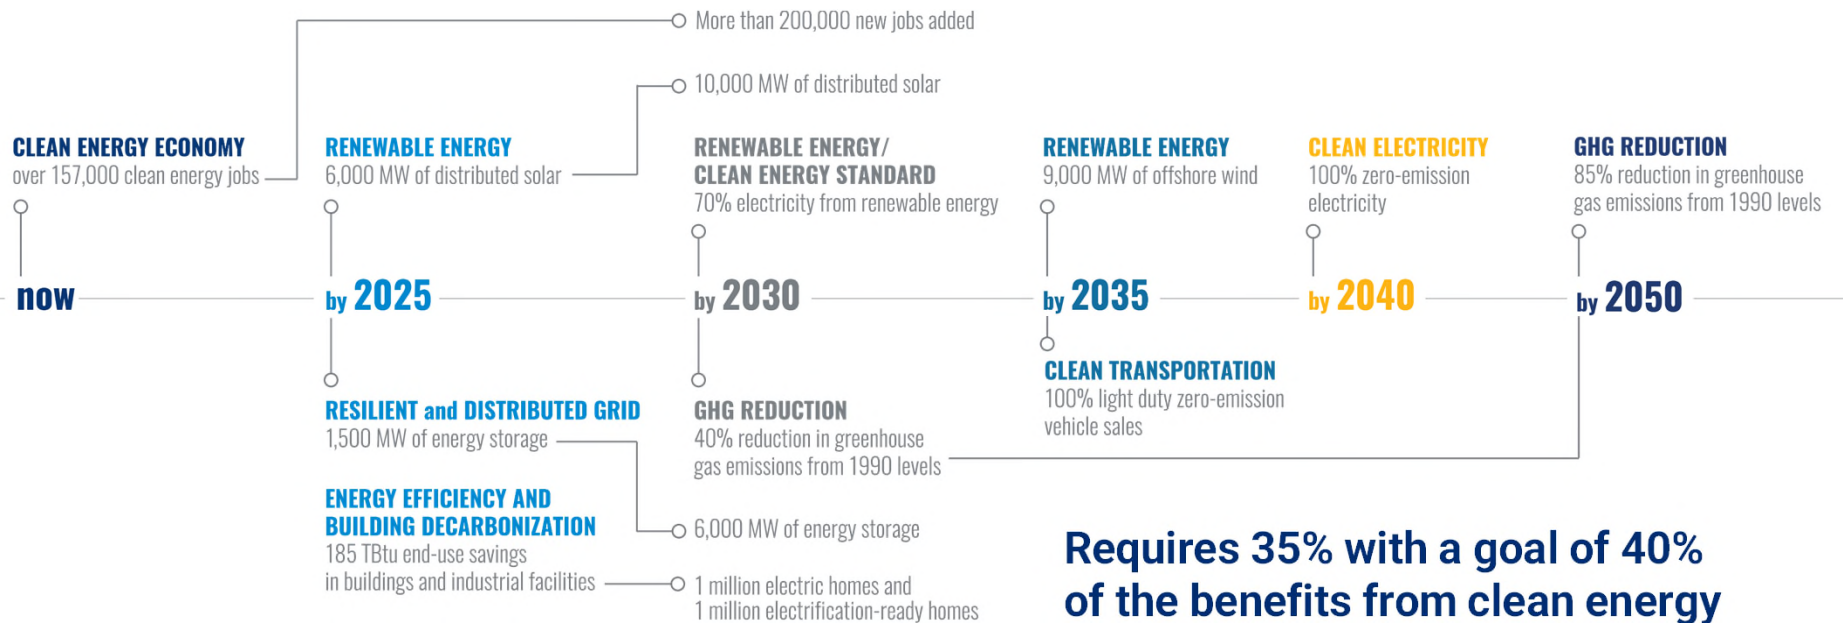 More than 200,000 new jobs added
10,000 MW of distributed solar
CLEAN ENERGY ECONOMY
over 157,000 clean energy jobs
RENEWABLE ENERGY
6,000 MW of distributed solar
RENEWABLE ENERGY/
CLEAN ENERGY STANDARD
70% electricity from renewable energy
RENEWABLE ENERGY
9,000 MW of offshore wind
CLEAN ELECTRICITY
100% zero-emission
electricity
GHG REDUCTION
85% reduction in greenhouse
gas emissions from 1990 levels
now
by 2025
by 2030
by 2035
by 2040
by 2050
RESILIENT and DISTRIBUTED GRID
1,500 MW of energy storage
ENERGY EFFICIENCY AND
BUILDING DECARBONIZATION
185 TBtu end-use savings
in buildings and industrial facilities
GHG REDUCTION
40% reduction in greenhouse
gas emissions from 1990 levels
6,000 MW of energy storage
1 million electric homes and
1 million electrification-ready homes
CLEAN TRANSPORTATION
100% light duty zero-emission
vehicle sales
Requires 35% with a goal of 40%
of the benefits from clean energy